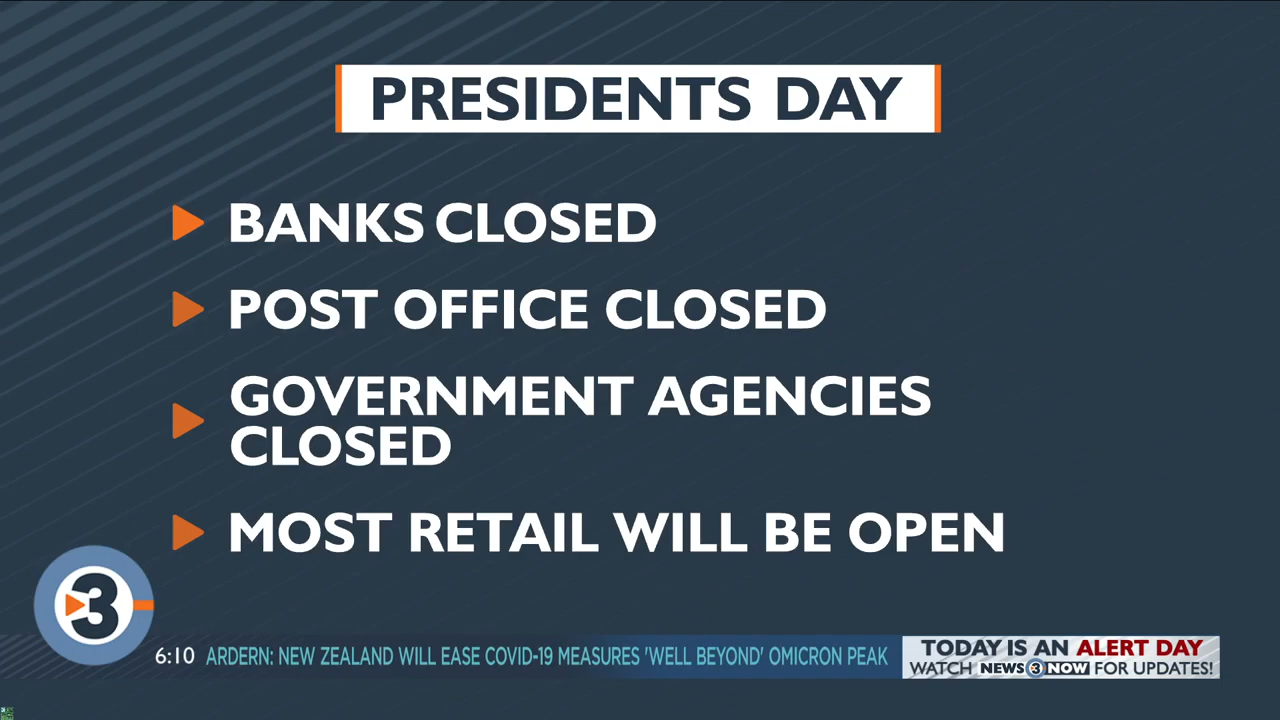 PRESIDENTS DAY
BANKS CLOSED
POST OFFICE CLOSED
GOVERNMENT AGENCIES
CLOSED
MOST RETAIL WILL BE OPEN
3
6:10 ARDERN: NEW ZEALAND WILL EASE COVID-19 MEASURES 'WELL BEYOND' OMICRON PEAK
TODAY IS AN ALERT DAY
WATCH NEWS 3 NOW FOR UPDATES!